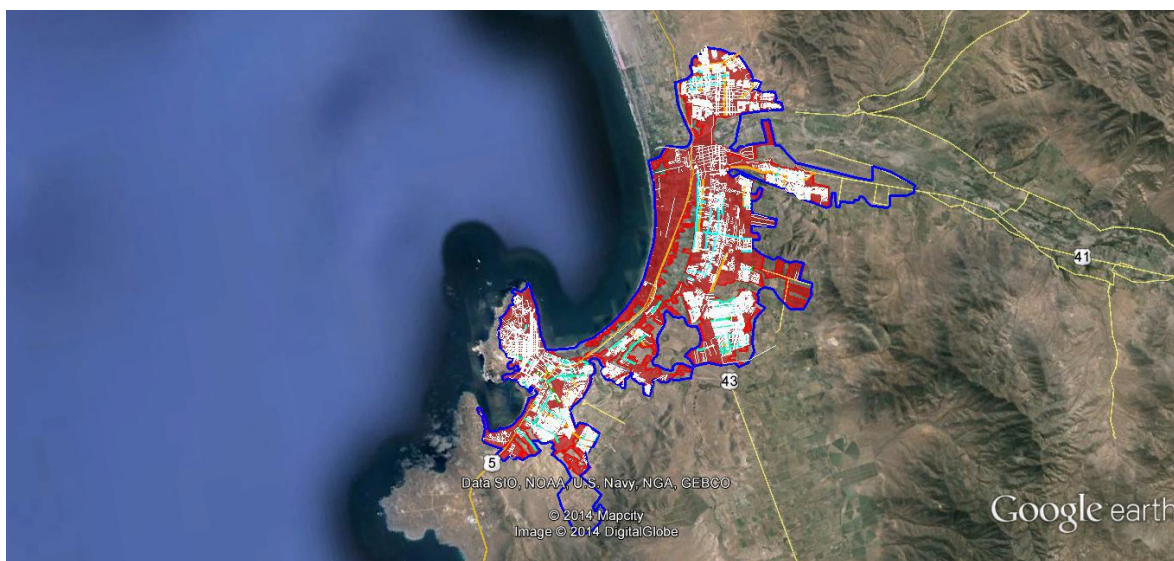 41
43
5
Data SIO, NOAA, U.S. Navy, NGA, GEBCO
© 2014 Mapcity
Image © 2014 DigitalGlobe
Google earth